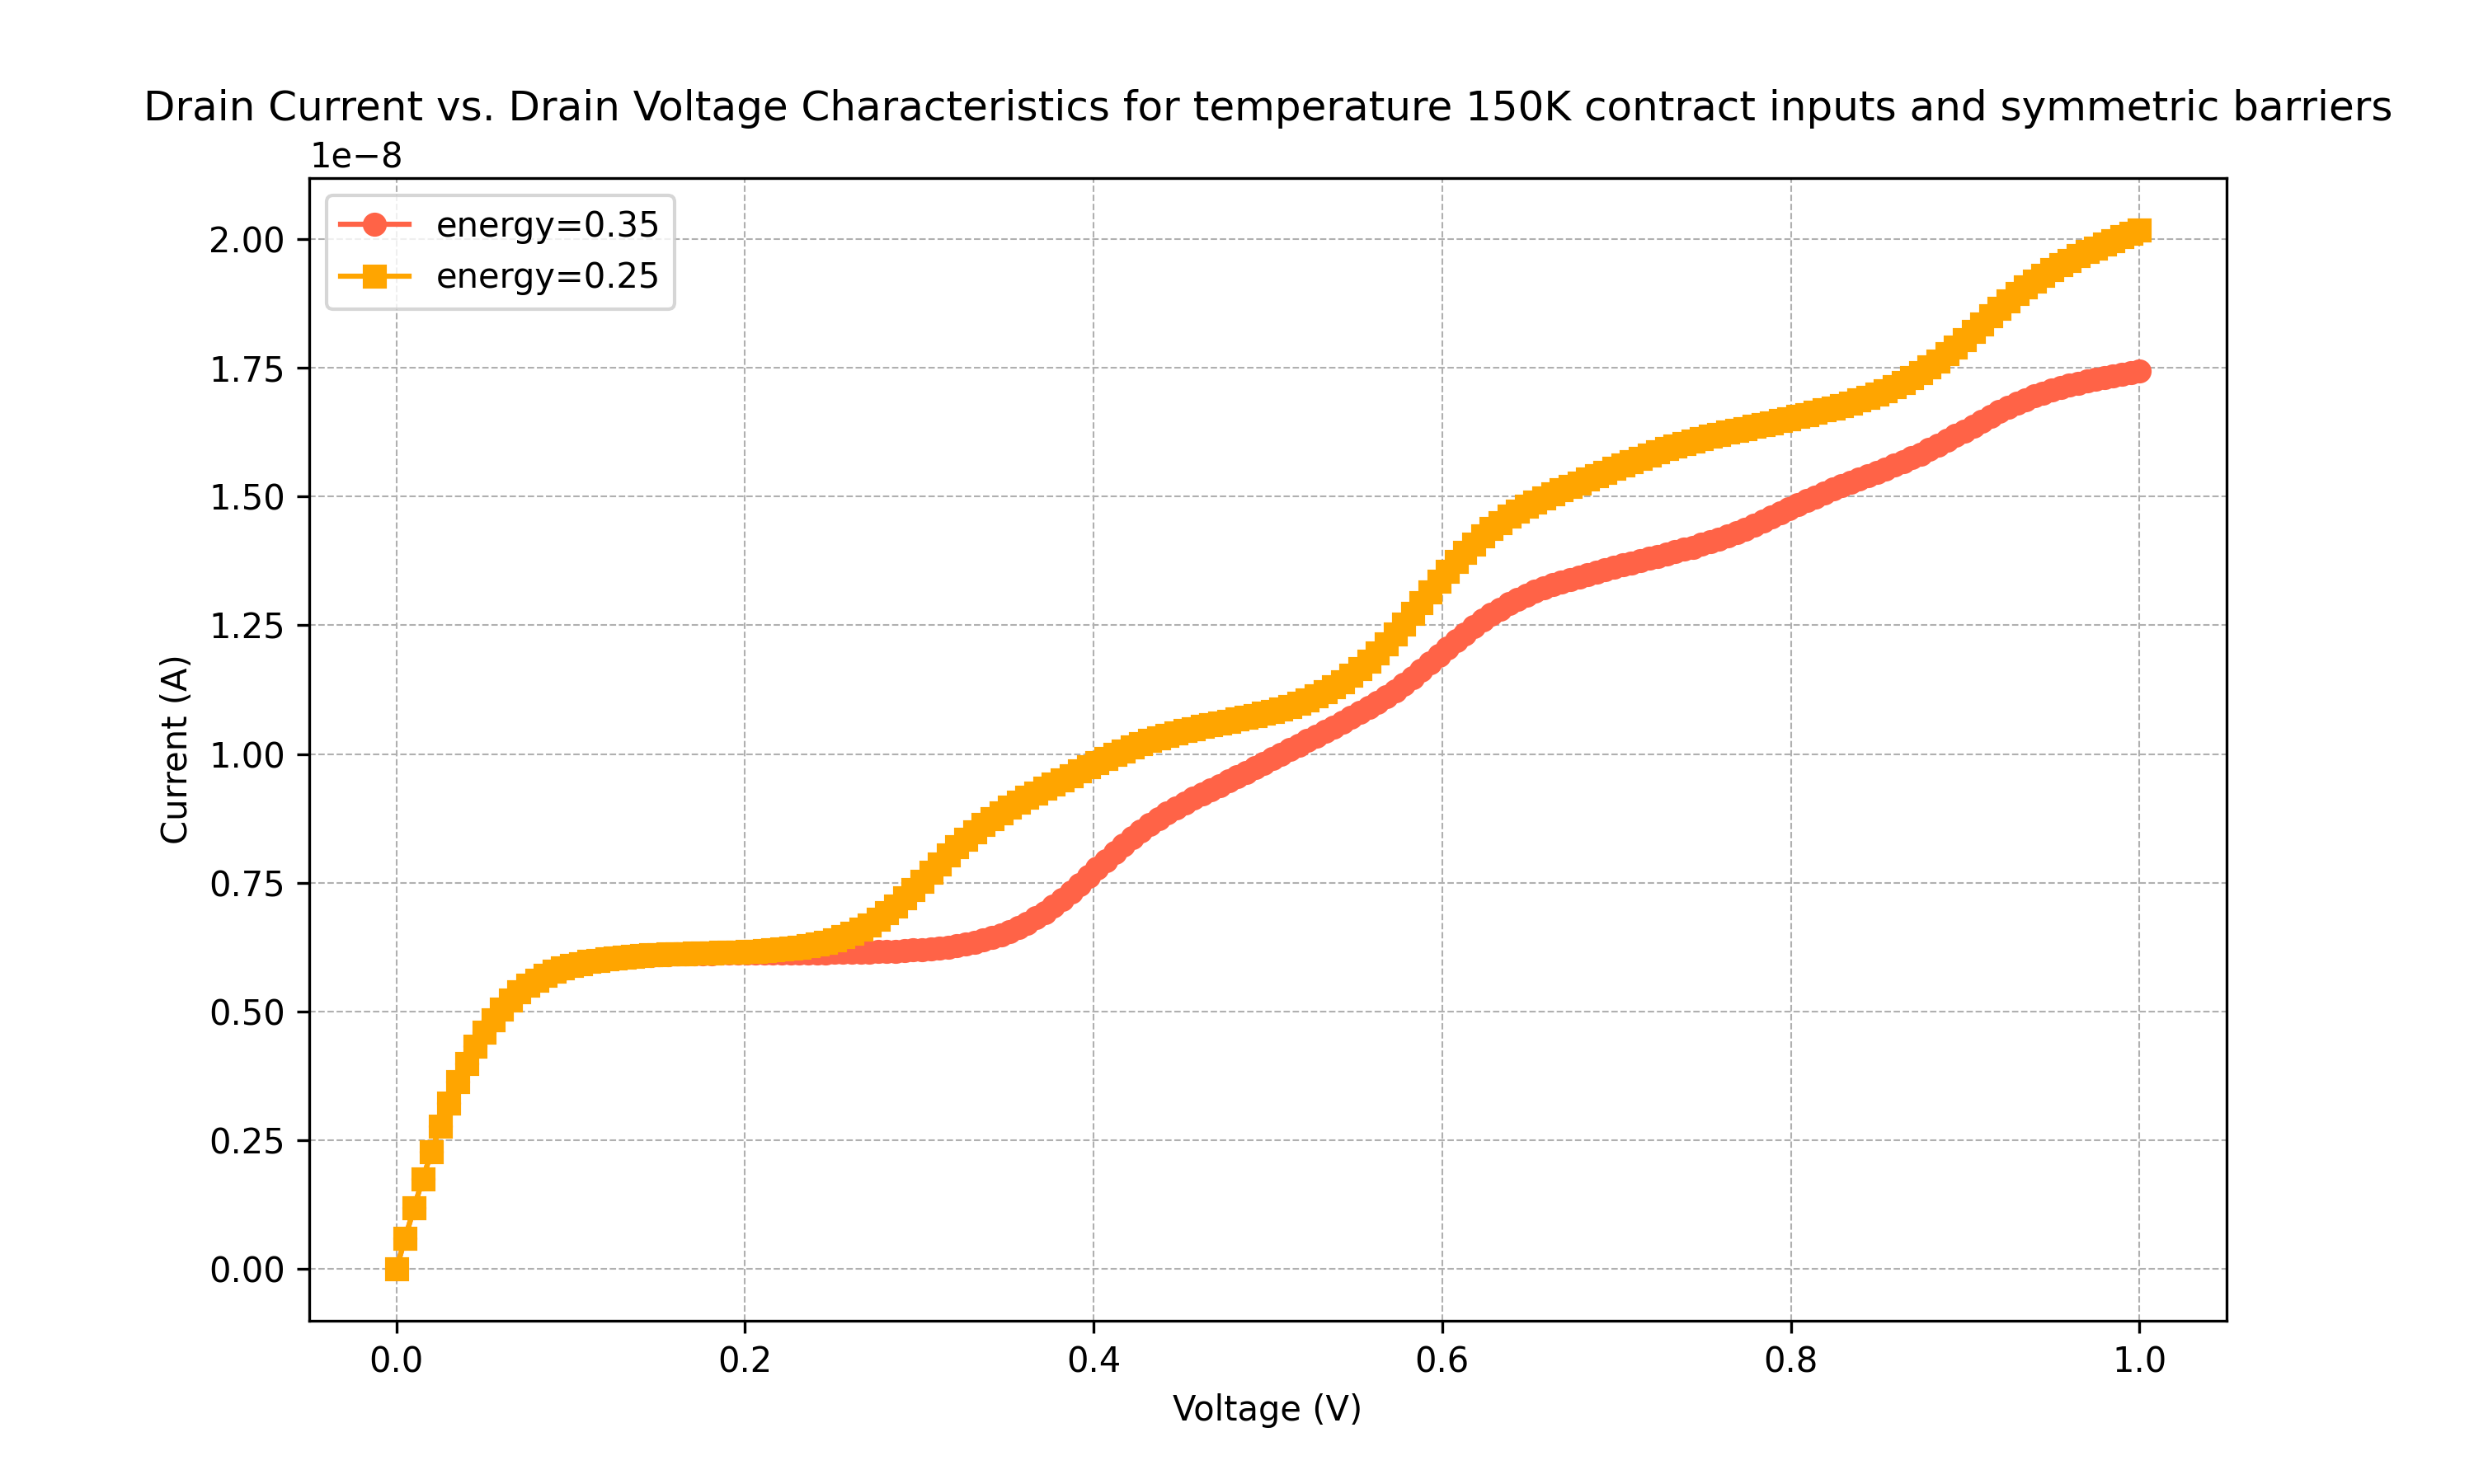 Drain Current vs. Drain Voltage Characteristics for temperature 150K contract inputs and symmetric barriers
1e−8
energy=0.35
energy=0.25
2.00
1.75
1.50
1.25
1.00
0.75
0.50
0.25
0.00
Current (A)
0.0 0.2 0.4 0.6 0.8 1.0
Voltage (V)